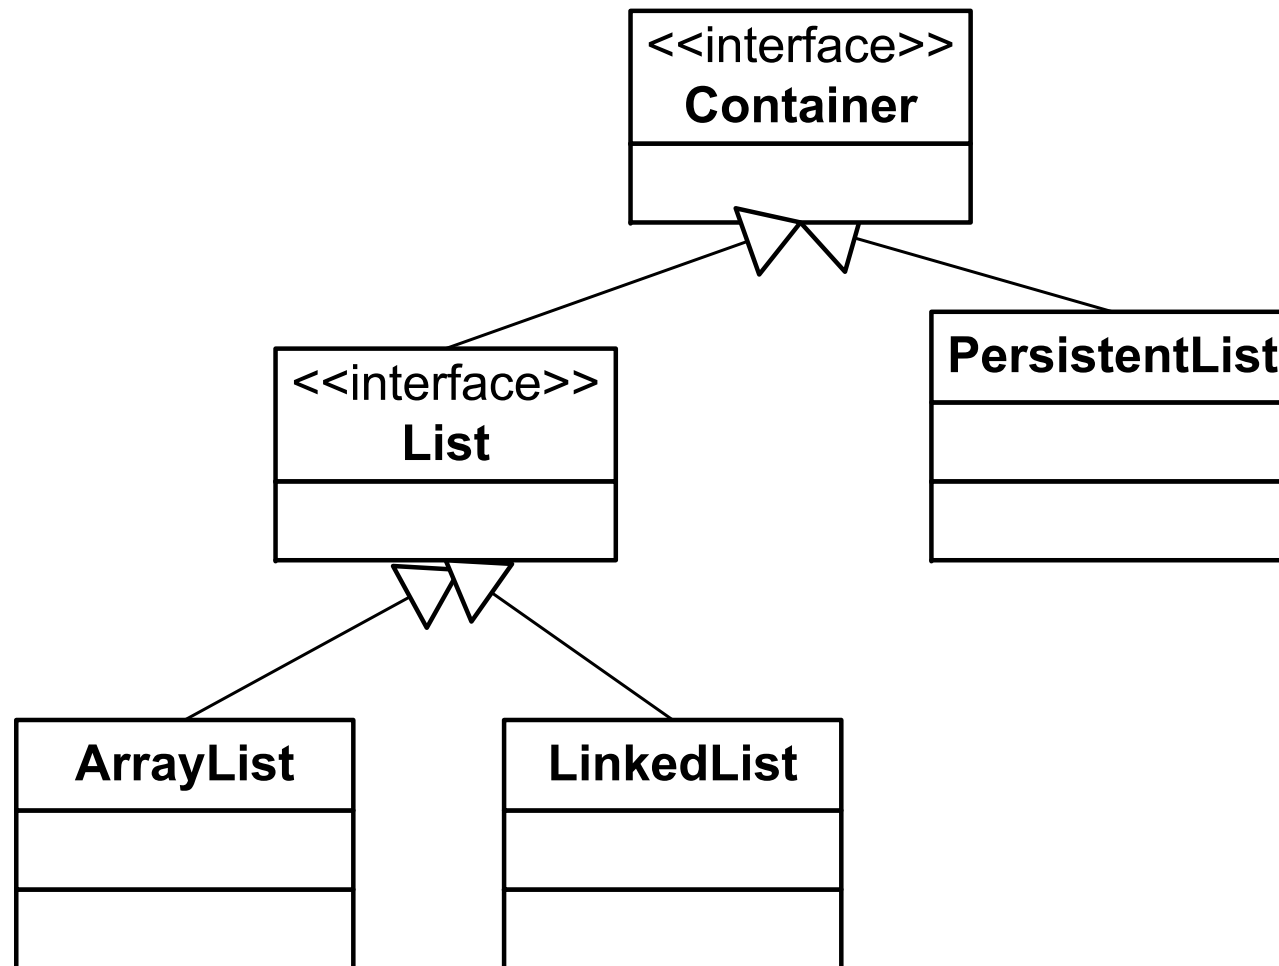 <<interface>>
Container
<<interface>>
List
PersistentList
ArrayList
LinkedList